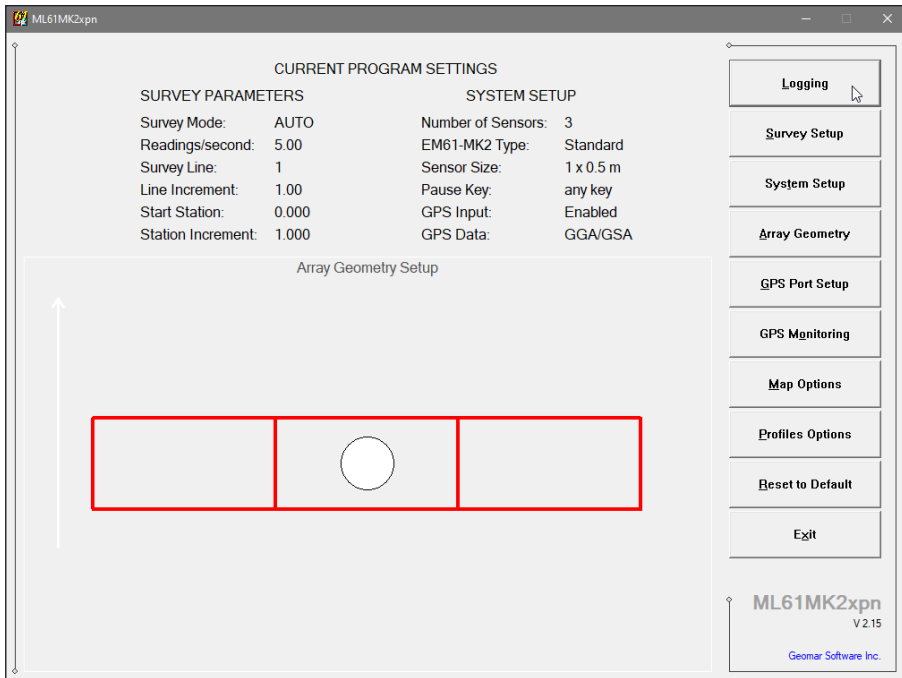 ML61MK2xpn
CURRENT PROGRAM SETTINGS
SURVEY PARAMETERS
SYSTEM SETUP
Survey Mode: AUTO
Number of Sensors: 3
Readings/second: 5.00
EM61-MK2 Type: Standard
Survey Line: 1
Sensor Size: 1 x 0.5 m
Line Increment: 1.00
Pause Key: any key
Start Station: 0.000
GPS Input: Enabled
Station Increment: 1.000
GPS Data: GGA/GSA
Array Geometry Setup
Logging
Survey Setup
System Setup
Array Geometry
GPS Port Setup
GPS Monitoring
Map Options
Profiles Options
Reset to Default
Exit
ML61MK2xpn
V 2.15
Geomar Software Inc.